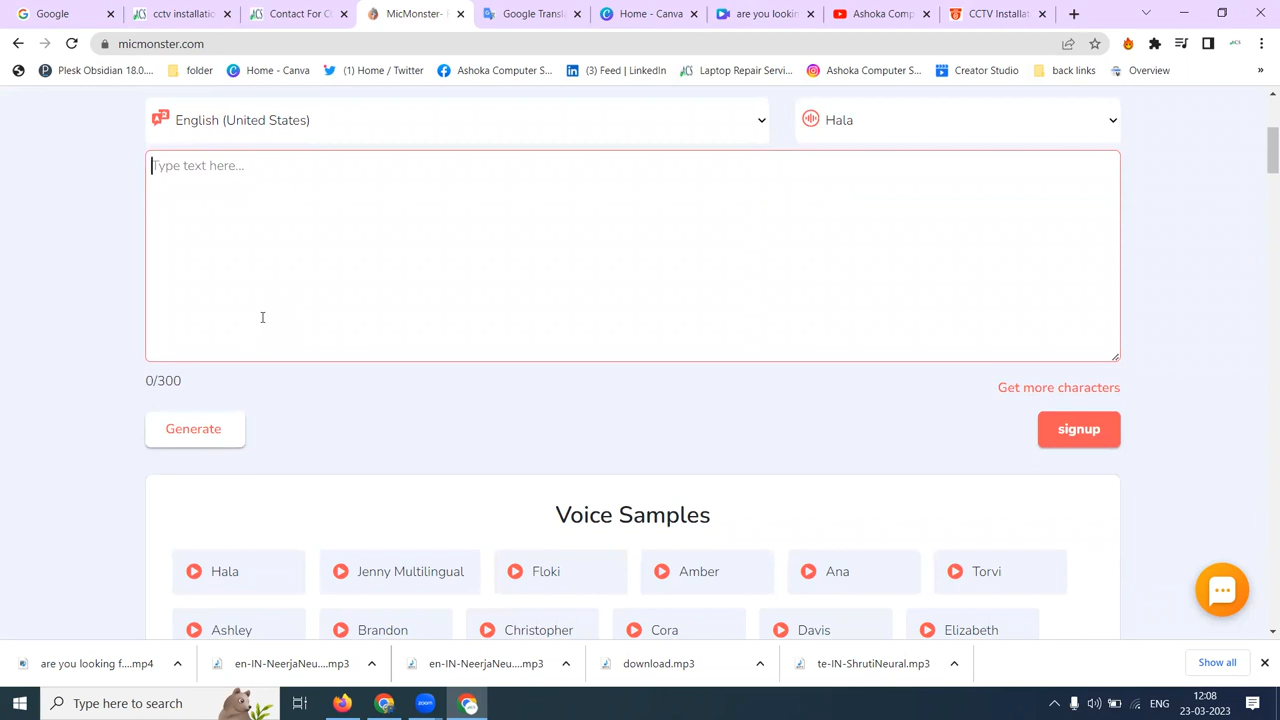 Google
cctv installatio
Contact For C
MicMonster-
Google Transla
Home - Canva
are you lookin
Ashoka Comp
CCTV Installat
micmonster.com
Plesk Obsidian 18.0....
folder
Home - Canva
(1) Home / Twitter
Ashoka Computer S...
(3) Feed | LinkedIn
Laptop Repair Servi...
Ashoka Computer S...
Creator Studio
back links
Overview
»
English (United States)
Hala
Type text here...
0/300
Get more characters
Generate
signup
Voice Samples
Hala
Jenny Multilingual
Floki
Amber
Ana
Torvi
Ashley
Brandon
Christopher
Cora
Davis
Elizabeth
are you looking f....mp4
en-IN-NeerjaNeu....mp3
en-IN-NeerjaNeu....mp3
download.mp3
te-IN-ShrutiNeural.mp3
Show all
Type here to search
zoom
ENG
12:08
23-03-2023